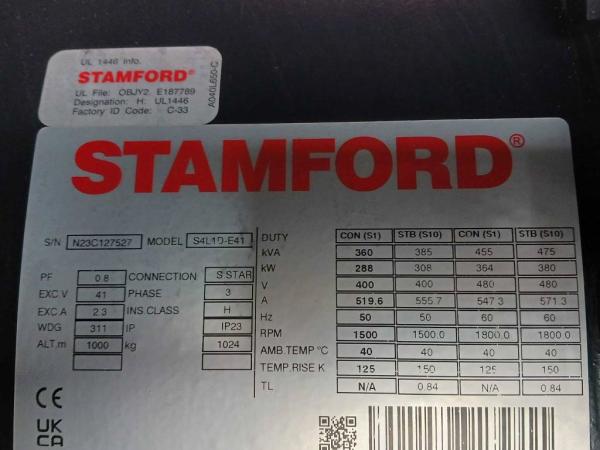 UL 1446 Info.
STAMFORD®
UL File: OBJY2. E187789
Designation: H: UL1446
Factory ID Code: C-33
A040L650-C
STAMFORD®
S/N N23C127527 MODEL S4L1D-E41
PF 0.8 CONNECTION S STAR
EXC V 41 PHASE 3
EXC A 2.3 INS CLASS H
WDG 311 IP IP23
ALT.m 1000 kg 1024
DUTY CON (S1) STB (S10) CON (S1) STB (S10)
kVA 360 385 455 475
kW 288 308 364 380
V 400 400 480 480
A 519.6 555.7 547.3 571.3
Hz 50 50 60 60
RPM 1500 1500.0 1800.0 1800.0
AMB.TEMP °C 40 40 40 40
TEMP.RISE K 125 150 125 150
TL N/A 0.84 N/A 0.84
CE
UK
CA